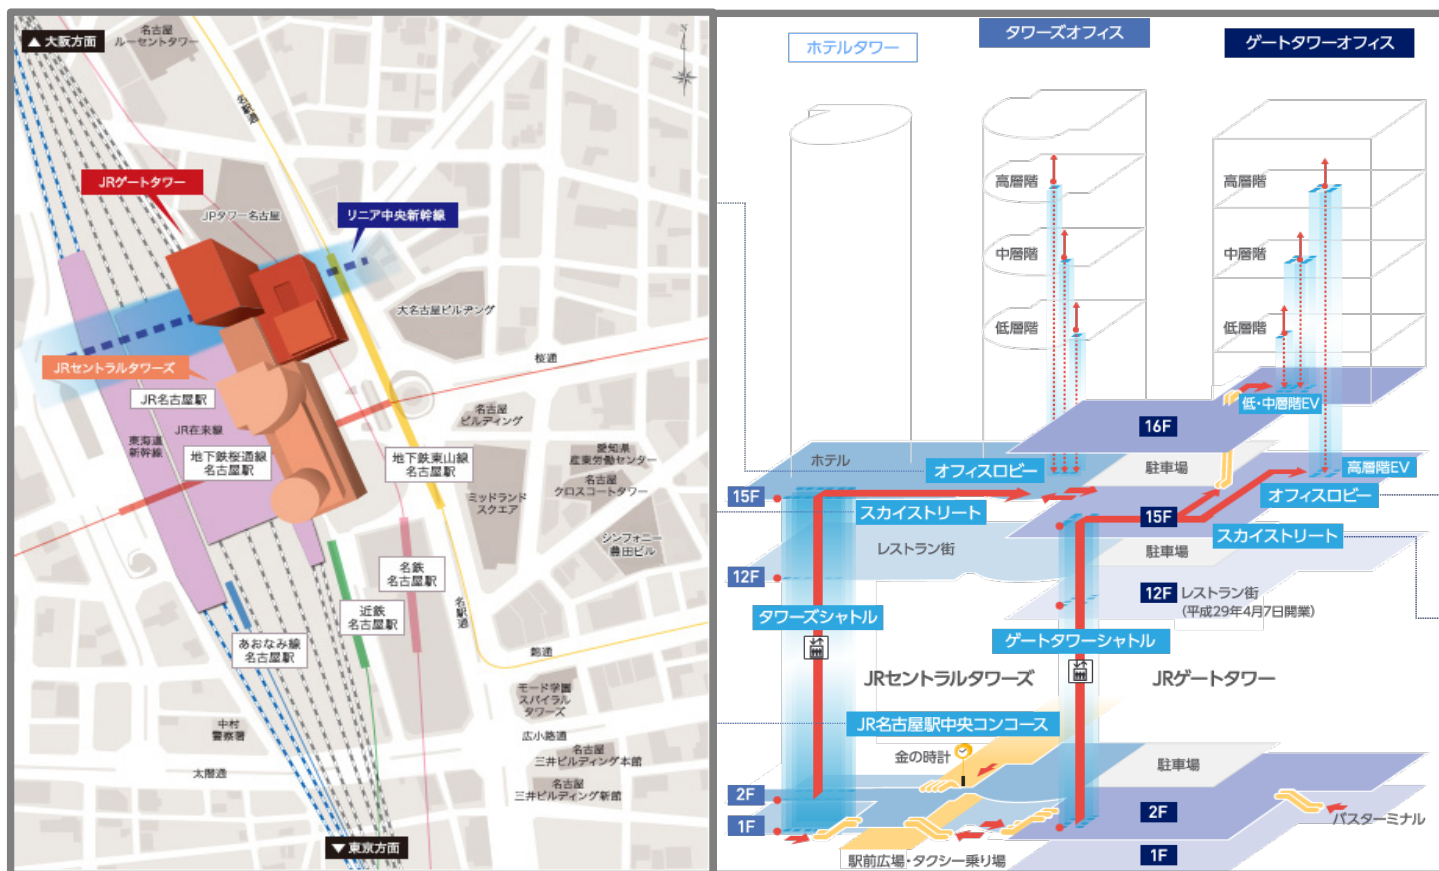 ▲ 大阪方面
名古屋
ルーセントタワー
N
名駅通
JRゲートタワー
JPタワー名古屋
リニア中央新幹線
大名古屋ビルヂング
桜通
JRセントラルタワーズ
JR名古屋駅
JR在来線
東海道
新幹線
地下鉄桜通線
名古屋駅
地下鉄東山線
名古屋駅
名古屋
ビルディング
愛知県
産業労働センター
名古屋
クロスコートタワー
ミッドランド
スクエア
シンフォニー
豊田ビル
名鉄
名古屋駅
近鉄
名古屋駅
あおなみ線
名古屋駅
名駅通
錦通
モード学園
スパイラル
タワーズ
中村
警察署
広小路通
太閤通
名古屋
三井ビルディング本館
名古屋
三井ビルディング新館
▼ 東京方面
ホテルタワー
タワーズオフィス
ゲートタワーオフィス
高層階
高層階
中層階
中層階
低層階
低層階
低・中層階EV
16F
ホテル
オフィスロビー
駐車場
高層階EV
15F
オフィスロビー
スカイストリート
15F
スカイストリート
レストラン街
駐車場
12F
12F
レストラン街
(平成29年4月7日開業)
タワーズシャトル
ゲートタワーシャトル
JRセントラルタワーズ
JRゲートタワー
JR名古屋駅中央コンコース
金の時計
駐車場
2F
2F
バスターミナル
1F
駅前広場・タクシー乗り場
1F